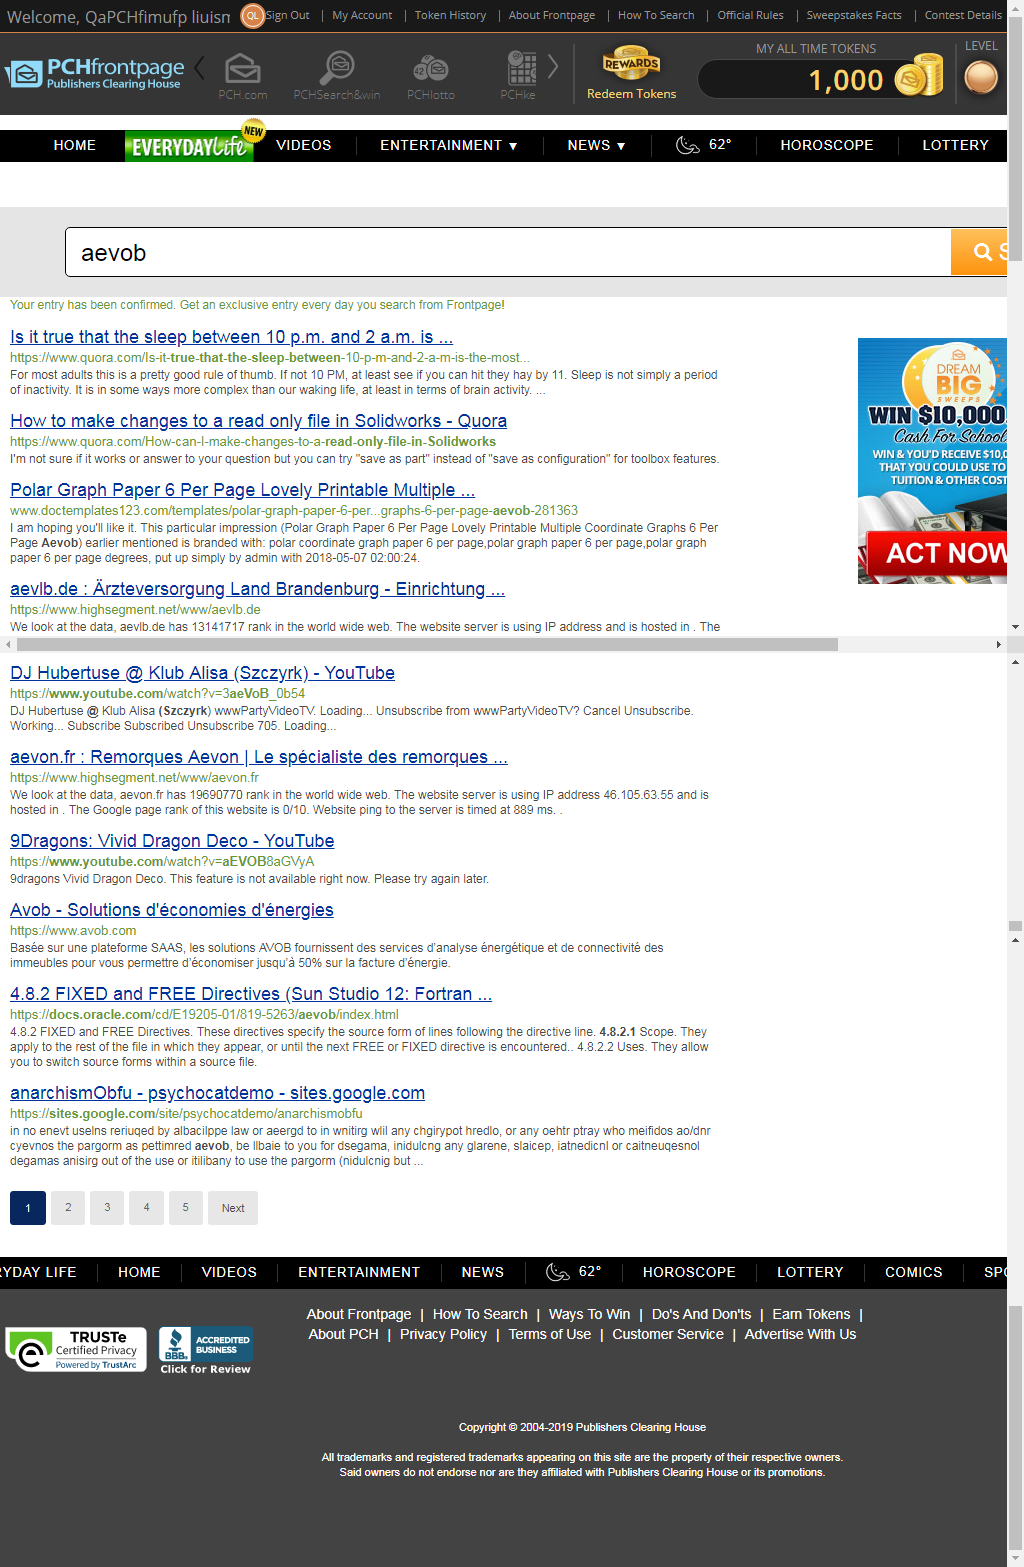 Welcome, QaPCHfimufp liuism
QL
Sign Out | My Account | Token History | About Frontpage | How To Search | Official Rules | Sweepstakes Facts | Contest Details
PCHfrontpage
Publishers Clearing House
PCH.com
PCHSearch&win
42
PCHlotto
PCHke
REWARDS
Redeem Tokens
MY ALL TIME TOKENS
1,000
LEVEL
HOME
EVERYDAY Life
NEW
VIDEOS
ENTERTAINMENT ▼
NEWS ▼
62°
HOROSCOPE
LOTTERY
aevob
S
Your entry has been confirmed. Get an exclusive entry every day you search from Frontpage!
Is it true that the sleep between 10 p.m. and 2 a.m. is ...
https://www.quora.com/Is-it-true-that-the-sleep-between-10-p-m-and-2-a-m-is-the-most...
For most adults this is a pretty good rule of thumb. If not 10 PM, at least see if you can hit they hay by 11. Sleep is not simply a period
of inactivity. It is in some ways more complex than our waking life, at least in terms of brain activity. ...
How to make changes to a read only file in Solidworks - Quora
https://www.quora.com/How-can-I-make-changes-to-a-read-only-file-in-Solidworks
I'm not sure if it works or answer to your question but you can try "save as part" instead of "save as configuration" for toolbox features.
Polar Graph Paper 6 Per Page Lovely Printable Multiple ...
www.doctemplates123.com/templates/polar-graph-paper-6-per...graphs-6-per-page-aevob-281363
I am hoping you'll like it. This particular impression (Polar Graph Paper 6 Per Page Lovely Printable Multiple Coordinate Graphs 6 Per
Page Aevob) earlier mentioned is branded with: polar coordinate graph paper 6 per page,polar graph paper 6 per page,polar graph
paper 6 per page degrees, put up simply by admin with 2018-05-07 02:00:24.
aevlb.de : Ärzteversorgung Land Brandenburg - Einrichtung ...
https://www.highsegment.net/www/aevlb.de
We look at the data, aevlb.de has 13141717 rank in the world wide web. The website server is using IP address and is hosted in . The
DREAM
BIG
SWEEPS
WIN $10,000
Cash For School
WIN & YOU'D RECEIVE $10,0
THAT YOU COULD USE TO
TUITION & OTHER COST
ACT NOW
DJ Hubertuse @ Klub Alisa (Szczyrk) - YouTube
https://www.youtube.com/watch?v=3aeVoB_0b54
DJ Hubertuse @ Klub Alisa (Szczyrk) wwwPartyVideoTV. Loading... Unsubscribe from wwwPartyVideoTV? Cancel Unsubscribe.
Working... Subscribe Subscribed Unsubscribe 705. Loading...
aevon.fr : Remorques Aevon | Le spécialiste des remorques ...
https://www.highsegment.net/www/aevon.fr
We look at the data, aevon.fr has 19690770 rank in the world wide web. The website server is using IP address 46.105.63.55 and is
hosted in . The Google page rank of this website is 0/10. Website ping to the server is timed at 889 ms. .
9Dragons: Vivid Dragon Deco - YouTube
https://www.youtube.com/watch?v=aEVOB8aGVyA
9dragons Vivid Dragon Deco. This feature is not available right now. Please try again later.
Avob - Solutions d'économies d'énergies
https://www.avob.com
Basée sur une plateforme SAAS, les solutions AVOB fournissent des services d'analyse énergétique et de connectivité des
immeubles pour vous permettre d'économiser jusqu'à 50% sur la facture d'énergie.
4.8.2 FIXED and FREE Directives (Sun Studio 12: Fortran ...
https://docs.oracle.com/cd/E19205-01/819-5263/aevob/index.html
4.8.2 FIXED and FREE Directives. These directives specify the source form of lines following the directive line. 4.8.2.1 Scope. They
apply to the rest of the file in which they appear, or until the next FREE or FIXED directive is encountered.. 4.8.2.2 Uses. They allow
you to switch source forms within a source file.
anarchismObfu - psychocatdemo - sites.google.com
https://sites.google.com/site/psychocatdemo/anarchismobfu
in no enevt uselns reriuqed by albacilppe law or aeergd to in wnitirg wlil any chgirypot hredlo, or any oehtr ptray who meifidos ao/dnr
cyevnos the pargorm as pettimred aevob, be llbaie to you for dsegama, inidulcng any glarene, slaicep, iatnedicnl or caitneuqesnol
degamas anisirg out of the use or itilibany to use the pargorm (nidulcnig but ...
1 2 3 4 5 Next
RYDAY LIFE
HOME
VIDEOS
ENTERTAINMENT
NEWS
62°
HOROSCOPE
LOTTERY
COMICS
SPO
About Frontpage | How To Search | Ways To Win | Do's And Don'ts | Earn Tokens |
About PCH | Privacy Policy | Terms of Use | Customer Service | Advertise With Us
TRUSTe
Certified Privacy
Powered by TrustArc
BBB.
ACCREDITED
BUSINESS
Click for Review
Copyright © 2004-2019 Publishers Clearing House
All trademarks and registered trademarks appearing on this site are the property of their respective owners.
Said owners do not endorse nor are they affiliated with Publishers Clearing House or its promotions.